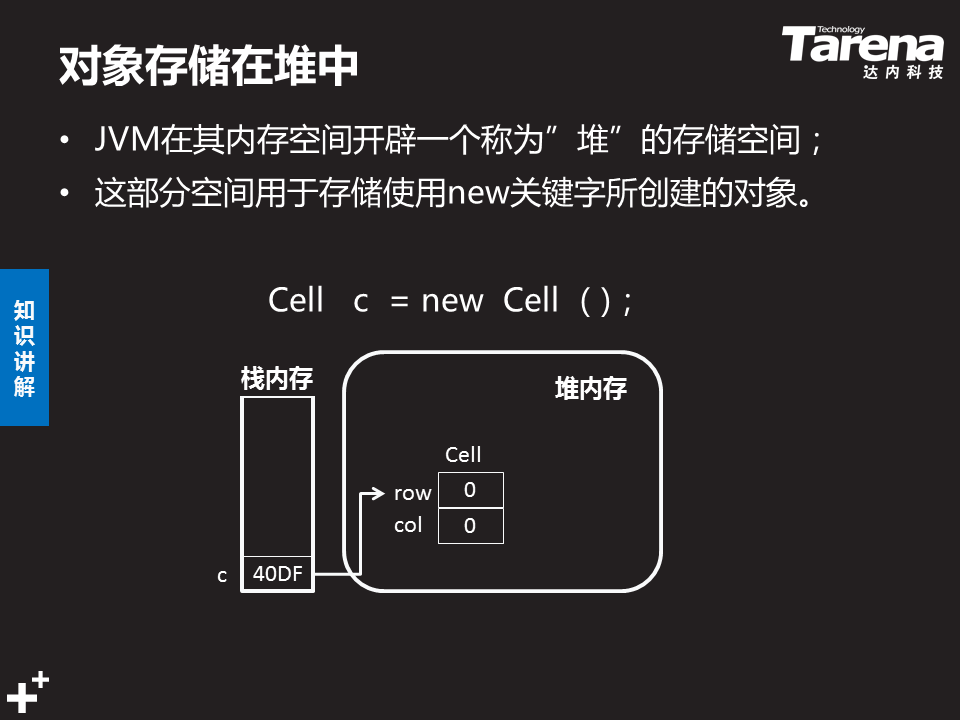 对象存储在堆中
Technology
Tarena
达内科技
• JVM在其内存空间开辟一个称为”堆”的存储空间；
• 这部分空间用于存储使用new关键字所创建的对象。
知识讲解
Cell c = new Cell ( ) ;
栈内存
堆内存
Cell
row 0
col 0
c 40DF